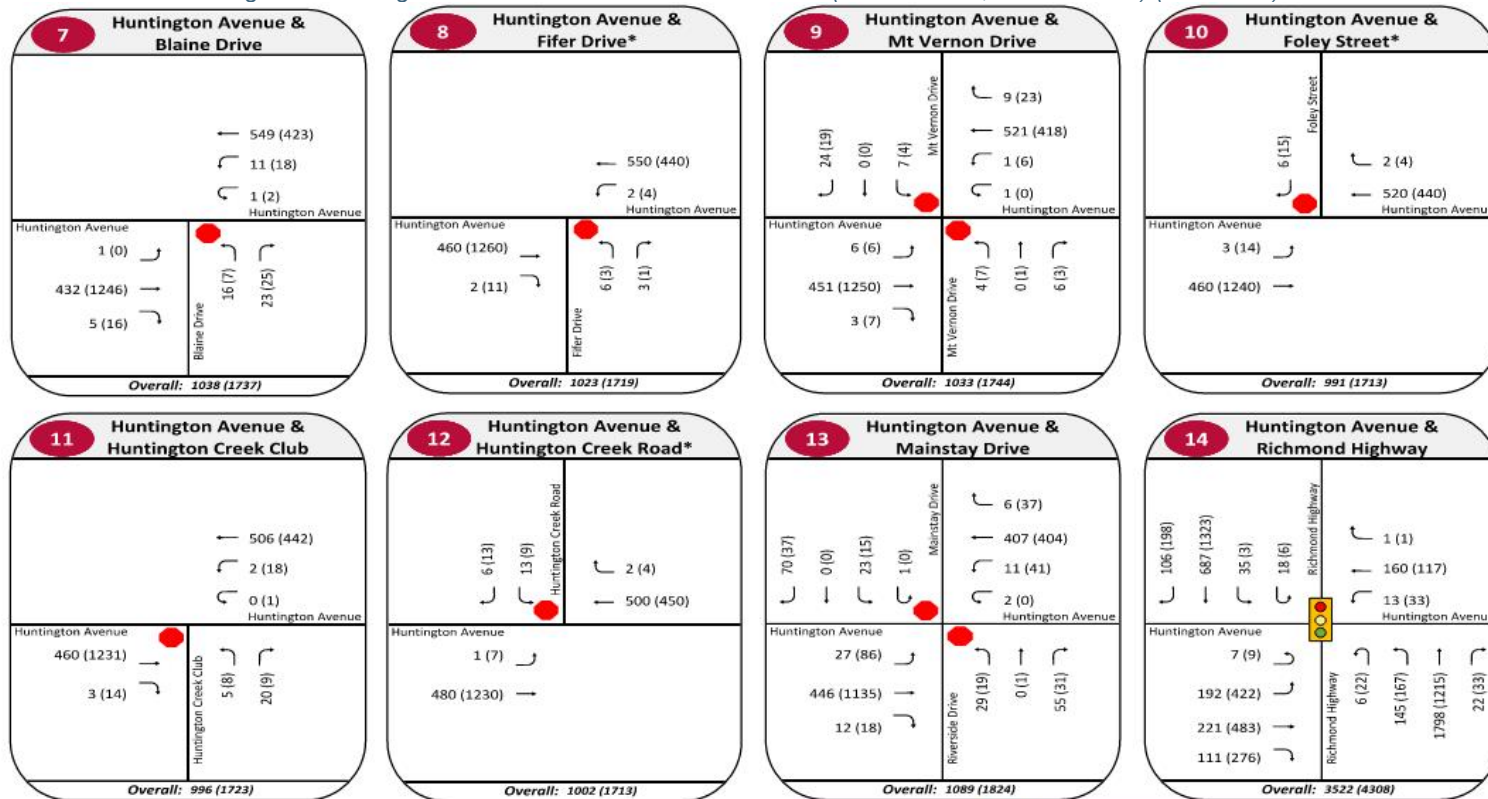 7
Huntington Avenue &
Blaine Drive
549 (423)
11 (18)
1 (2)
Huntington Avenue
Huntington Avenue
1 (0)
432 (1246)
5 (16)
Blaine Drive
16 (7)
23 (25)
Overall: 1038 (1737)
8
Huntington Avenue &
Fifer Drive*
550 (440)
2 (4)
Huntington Avenue
Huntington Avenue
460 (1260)
2 (11)
Fifer Drive
6 (3)
3 (1)
Overall: 1023 (1719)
9
Huntington Avenue &
Mt Vernon Drive
24 (19)
0 (0)
7 (4)
Mt Vernon Drive
9 (23)
521 (418)
1 (6)
1 (0)
Huntington Avenue
Huntington Avenue
6 (6)
451 (1250)
3 (7)
Mt Vernon Drive
4 (7)
0 (1)
6 (3)
Overall: 1033 (1744)
10
Huntington Avenue &
Foley Street*
6 (15)
Foley Street
2 (4)
520 (440)
Huntington Avenue
Huntington Avenue
3 (14)
460 (1240)
Overall: 991 (1713)
11
Huntington Avenue &
Huntington Creek Club
506 (442)
2 (18)
0 (1)
Huntington Avenue
Huntington Avenue
460 (1231)
3 (14)
Huntington Creek Club
5 (8)
20 (9)
Overall: 996 (1723)
12
Huntington Avenue &
Huntington Creek Road*
6 (13)
13 (9)
Huntington Creek Road
2 (4)
500 (450)
Huntington Avenue
Huntington Avenue
1 (7)
480 (1230)
Overall: 1002 (1713)
13
Huntington Avenue &
Mainstay Drive
70 (37)
0 (0)
23 (15)
1 (0)
Mainstay Drive
6 (37)
407 (404)
11 (41)
2 (0)
Huntington Avenue
Huntington Avenue
27 (86)
446 (1135)
12 (18)
Riverside Drive
29 (19)
0 (1)
55 (31)
Overall: 1089 (1824)
14
Huntington Avenue &
Richmond Highway
106 (198)
687 (1323)
35 (3)
18 (6)
Richmond Highway
1 (1)
160 (117)
13 (33)
Huntington Avenue
Huntington Avenue
7 (9)
192 (422)
221 (483)
111 (276)
Richmond Highway
6 (22)
145 (167)
1798 (1215)
22 (33)
Overall: 3522 (4308)